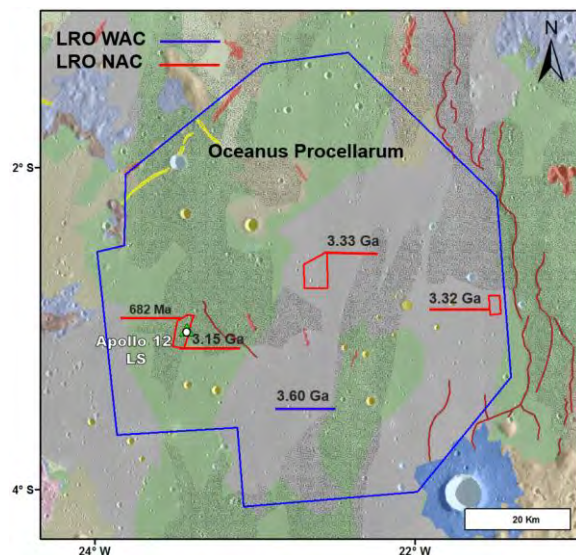 LRO WAC
LRO NAC
N
Oceanus Procellarum
2° S
3.33 Ga
3.32 Ga
682 Ma
Apollo 12
LS
3.15 Ga
3.60 Ga
4° S
20 Km
24° W
22° W